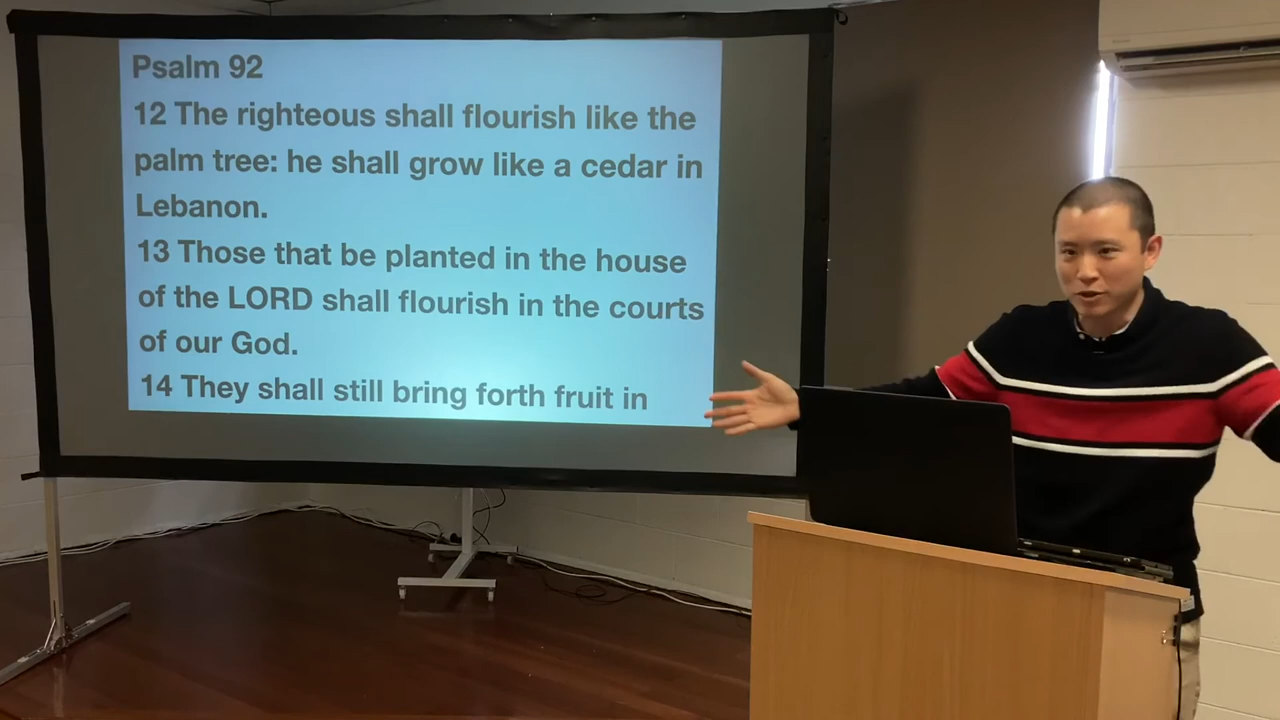 Psalm 92
12 The righteous shall flourish like the
palm tree: he shall grow like a cedar in
Lebanon.
13 Those that be planted in the house
of the LORD shall flourish in the courts
of our God.
14 They shall still bring forth fruit in